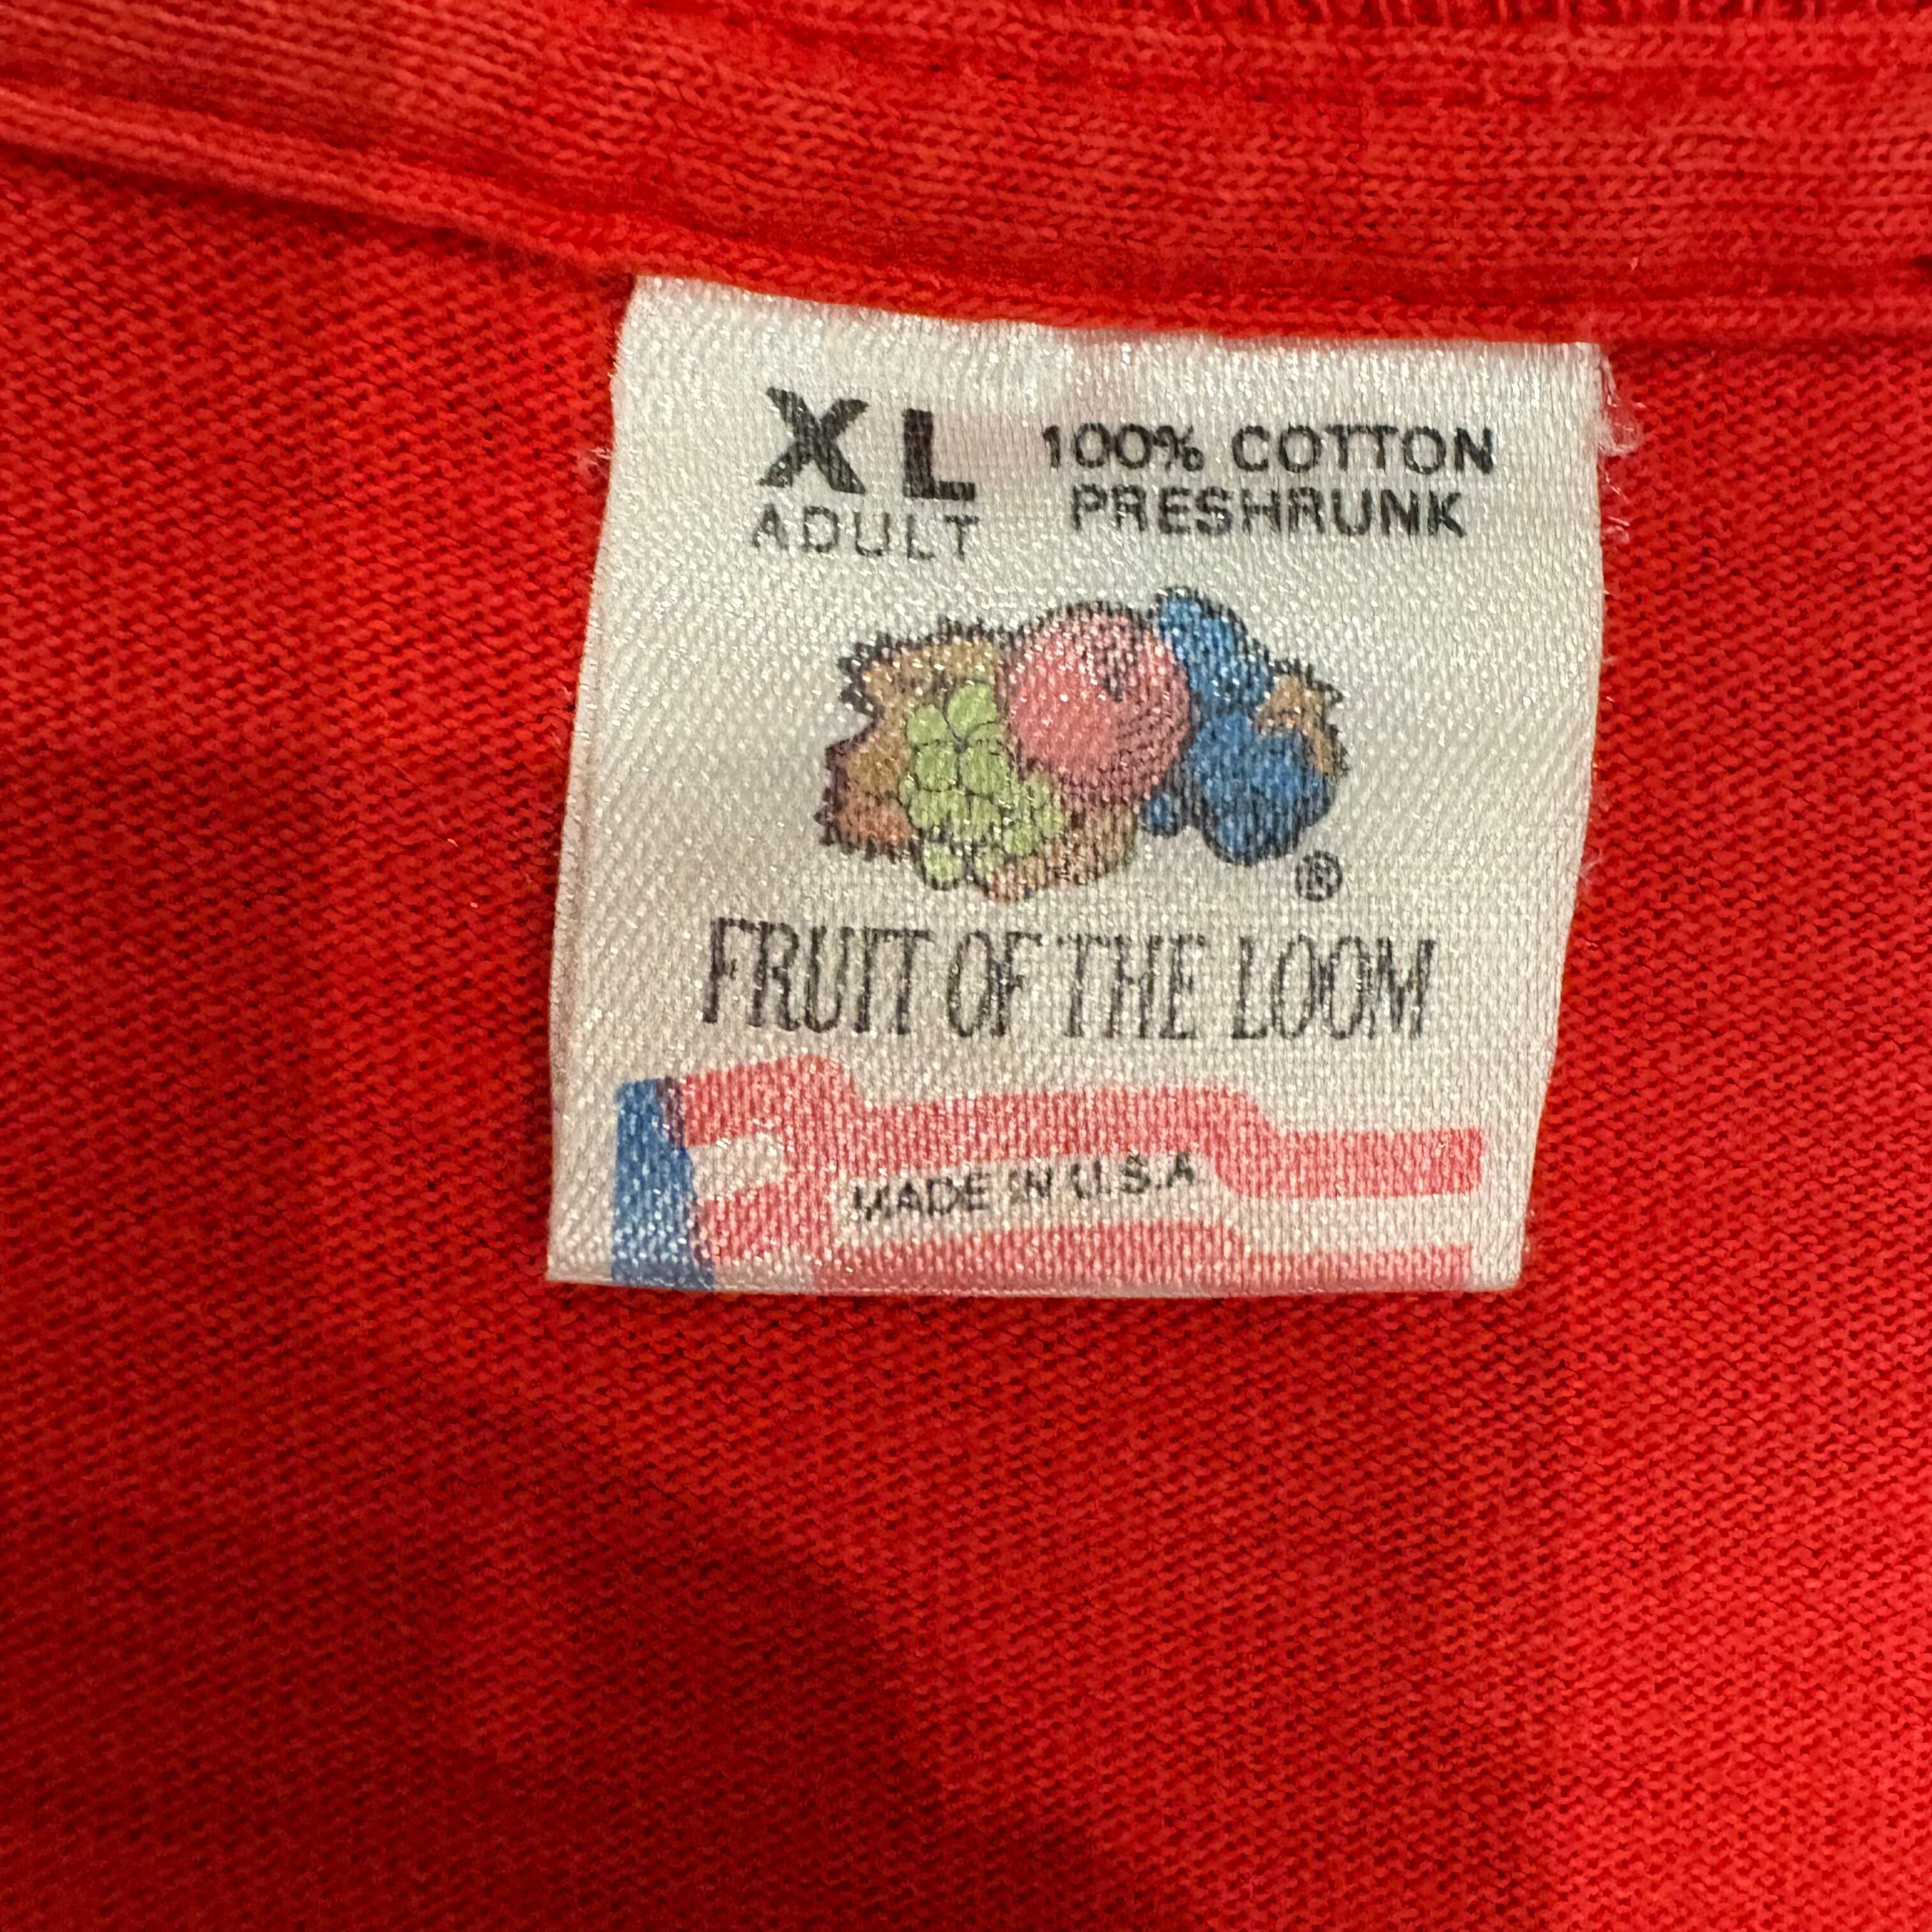 XL
ADULT
100% COTTON
PRESHRUNK
®
FRUIT OF THE LOOM
MADE IN U.S.A